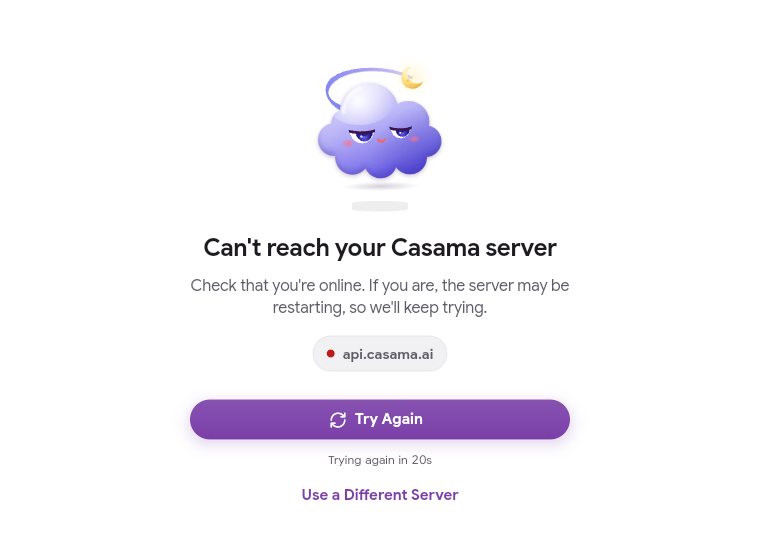 Can't reach your Casama server
Check that you're online. If you are, the server may be
restarting, so we'll keep trying.
api.casama.ai
Try Again
Trying again in 20s
Use a Different Server